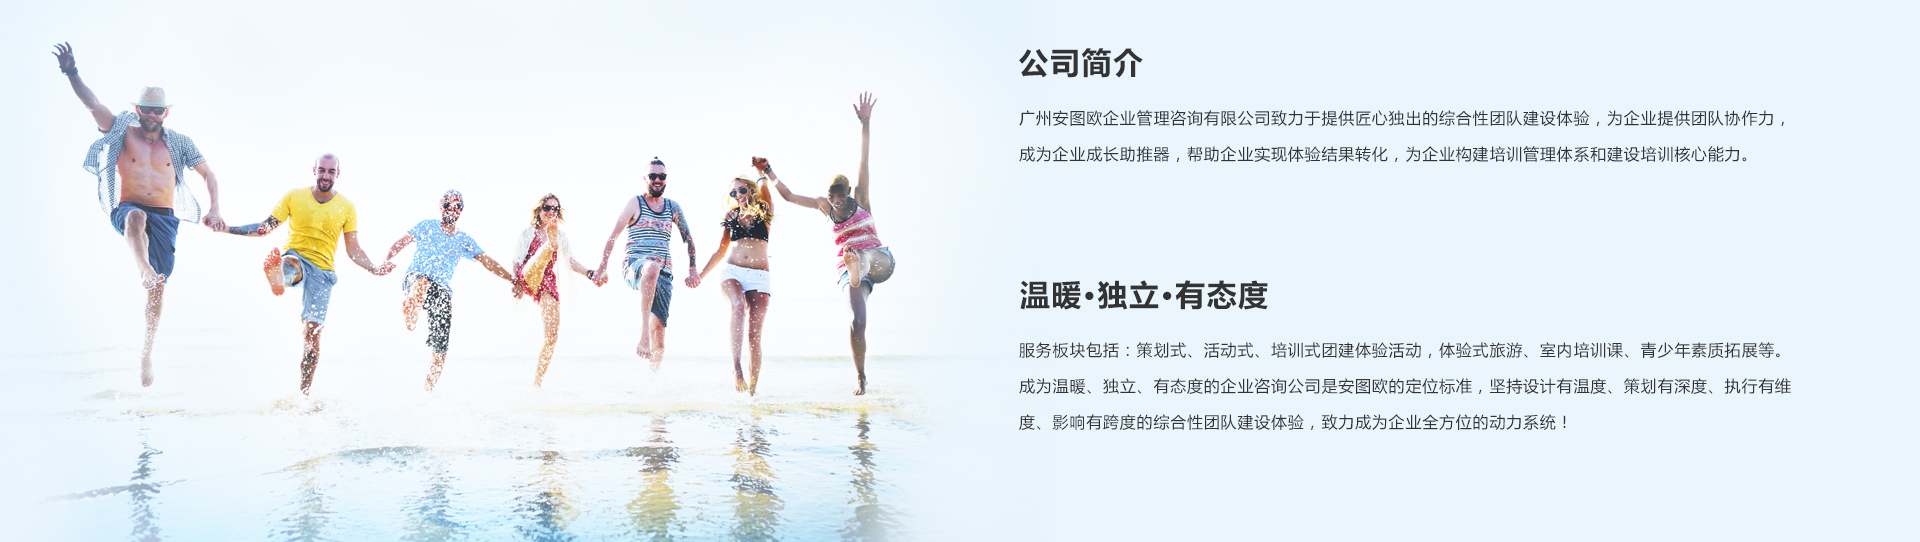 公司简介
广州安图欧企业管理咨询有限公司致力于提供匠心独出的综合性团队建设体验，为企业提供团队协作力，
成为企业成长助推器，帮助企业实现体验结果转化，为企业构建培训管理体系和建设培训核心能力。
温暖•独立•有态度
服务板块包括：策划式、活动式、培训式团建体验活动，体验式旅游、室内培训课、青少年素质拓展等。
成为温暖、独立、有态度的企业咨询公司是安图欧的定位标准，坚持设计有温度、策划有深度、执行有维
度、影响有跨度的综合性团队建设体验，致力成为企业全方位的动力系统！